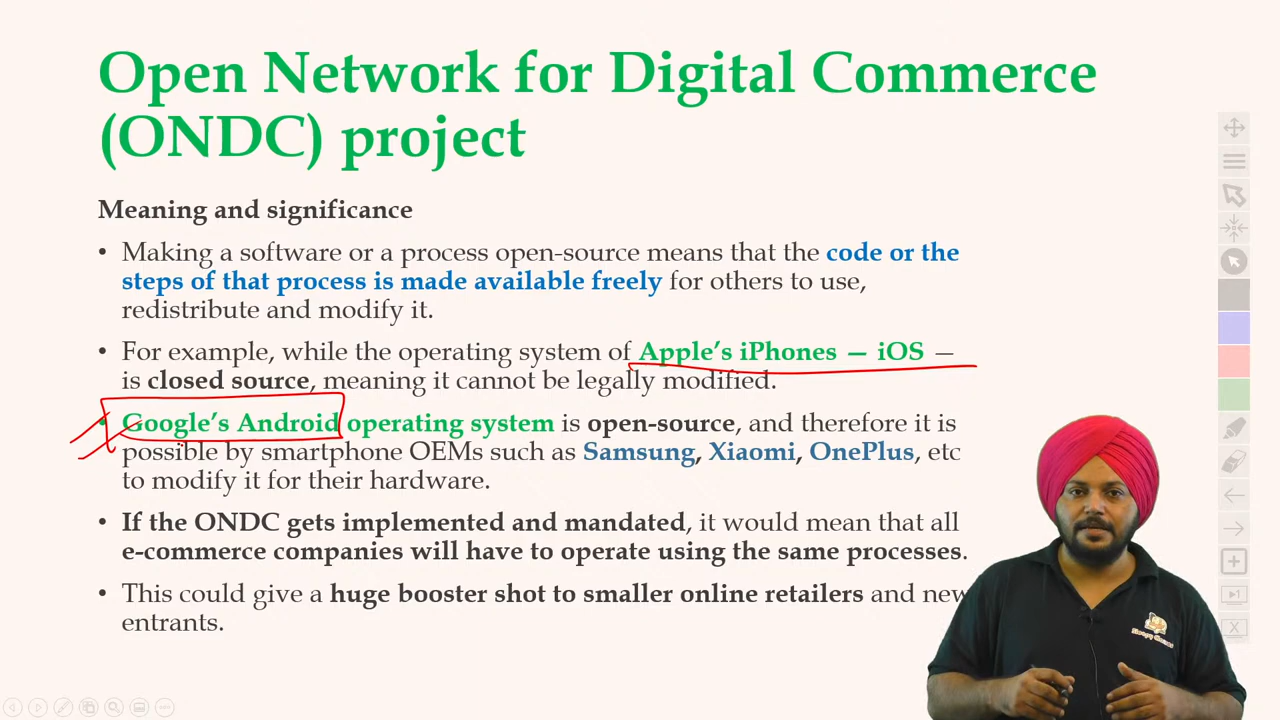 Open Network for Digital Commerce
(ONDC) project
Meaning and significance
• Making a software or a process open-source means that the code or the
steps of that process is made available freely for others to use,
redistribute and modify it.
• For example, while the operating system of Apple’s iPhones — iOS —
is closed source, meaning it cannot be legally modified.
• Google’s Android operating system is open-source, and therefore it is
possible by smartphone OEMs such as Samsung, Xiaomi, OnePlus, etc
to modify it for their hardware.
• If the ONDC gets implemented and mandated, it would mean that all
e-commerce companies will have to operate using the same processes.
• This could give a huge booster shot to smaller online retailers and new
entrants.